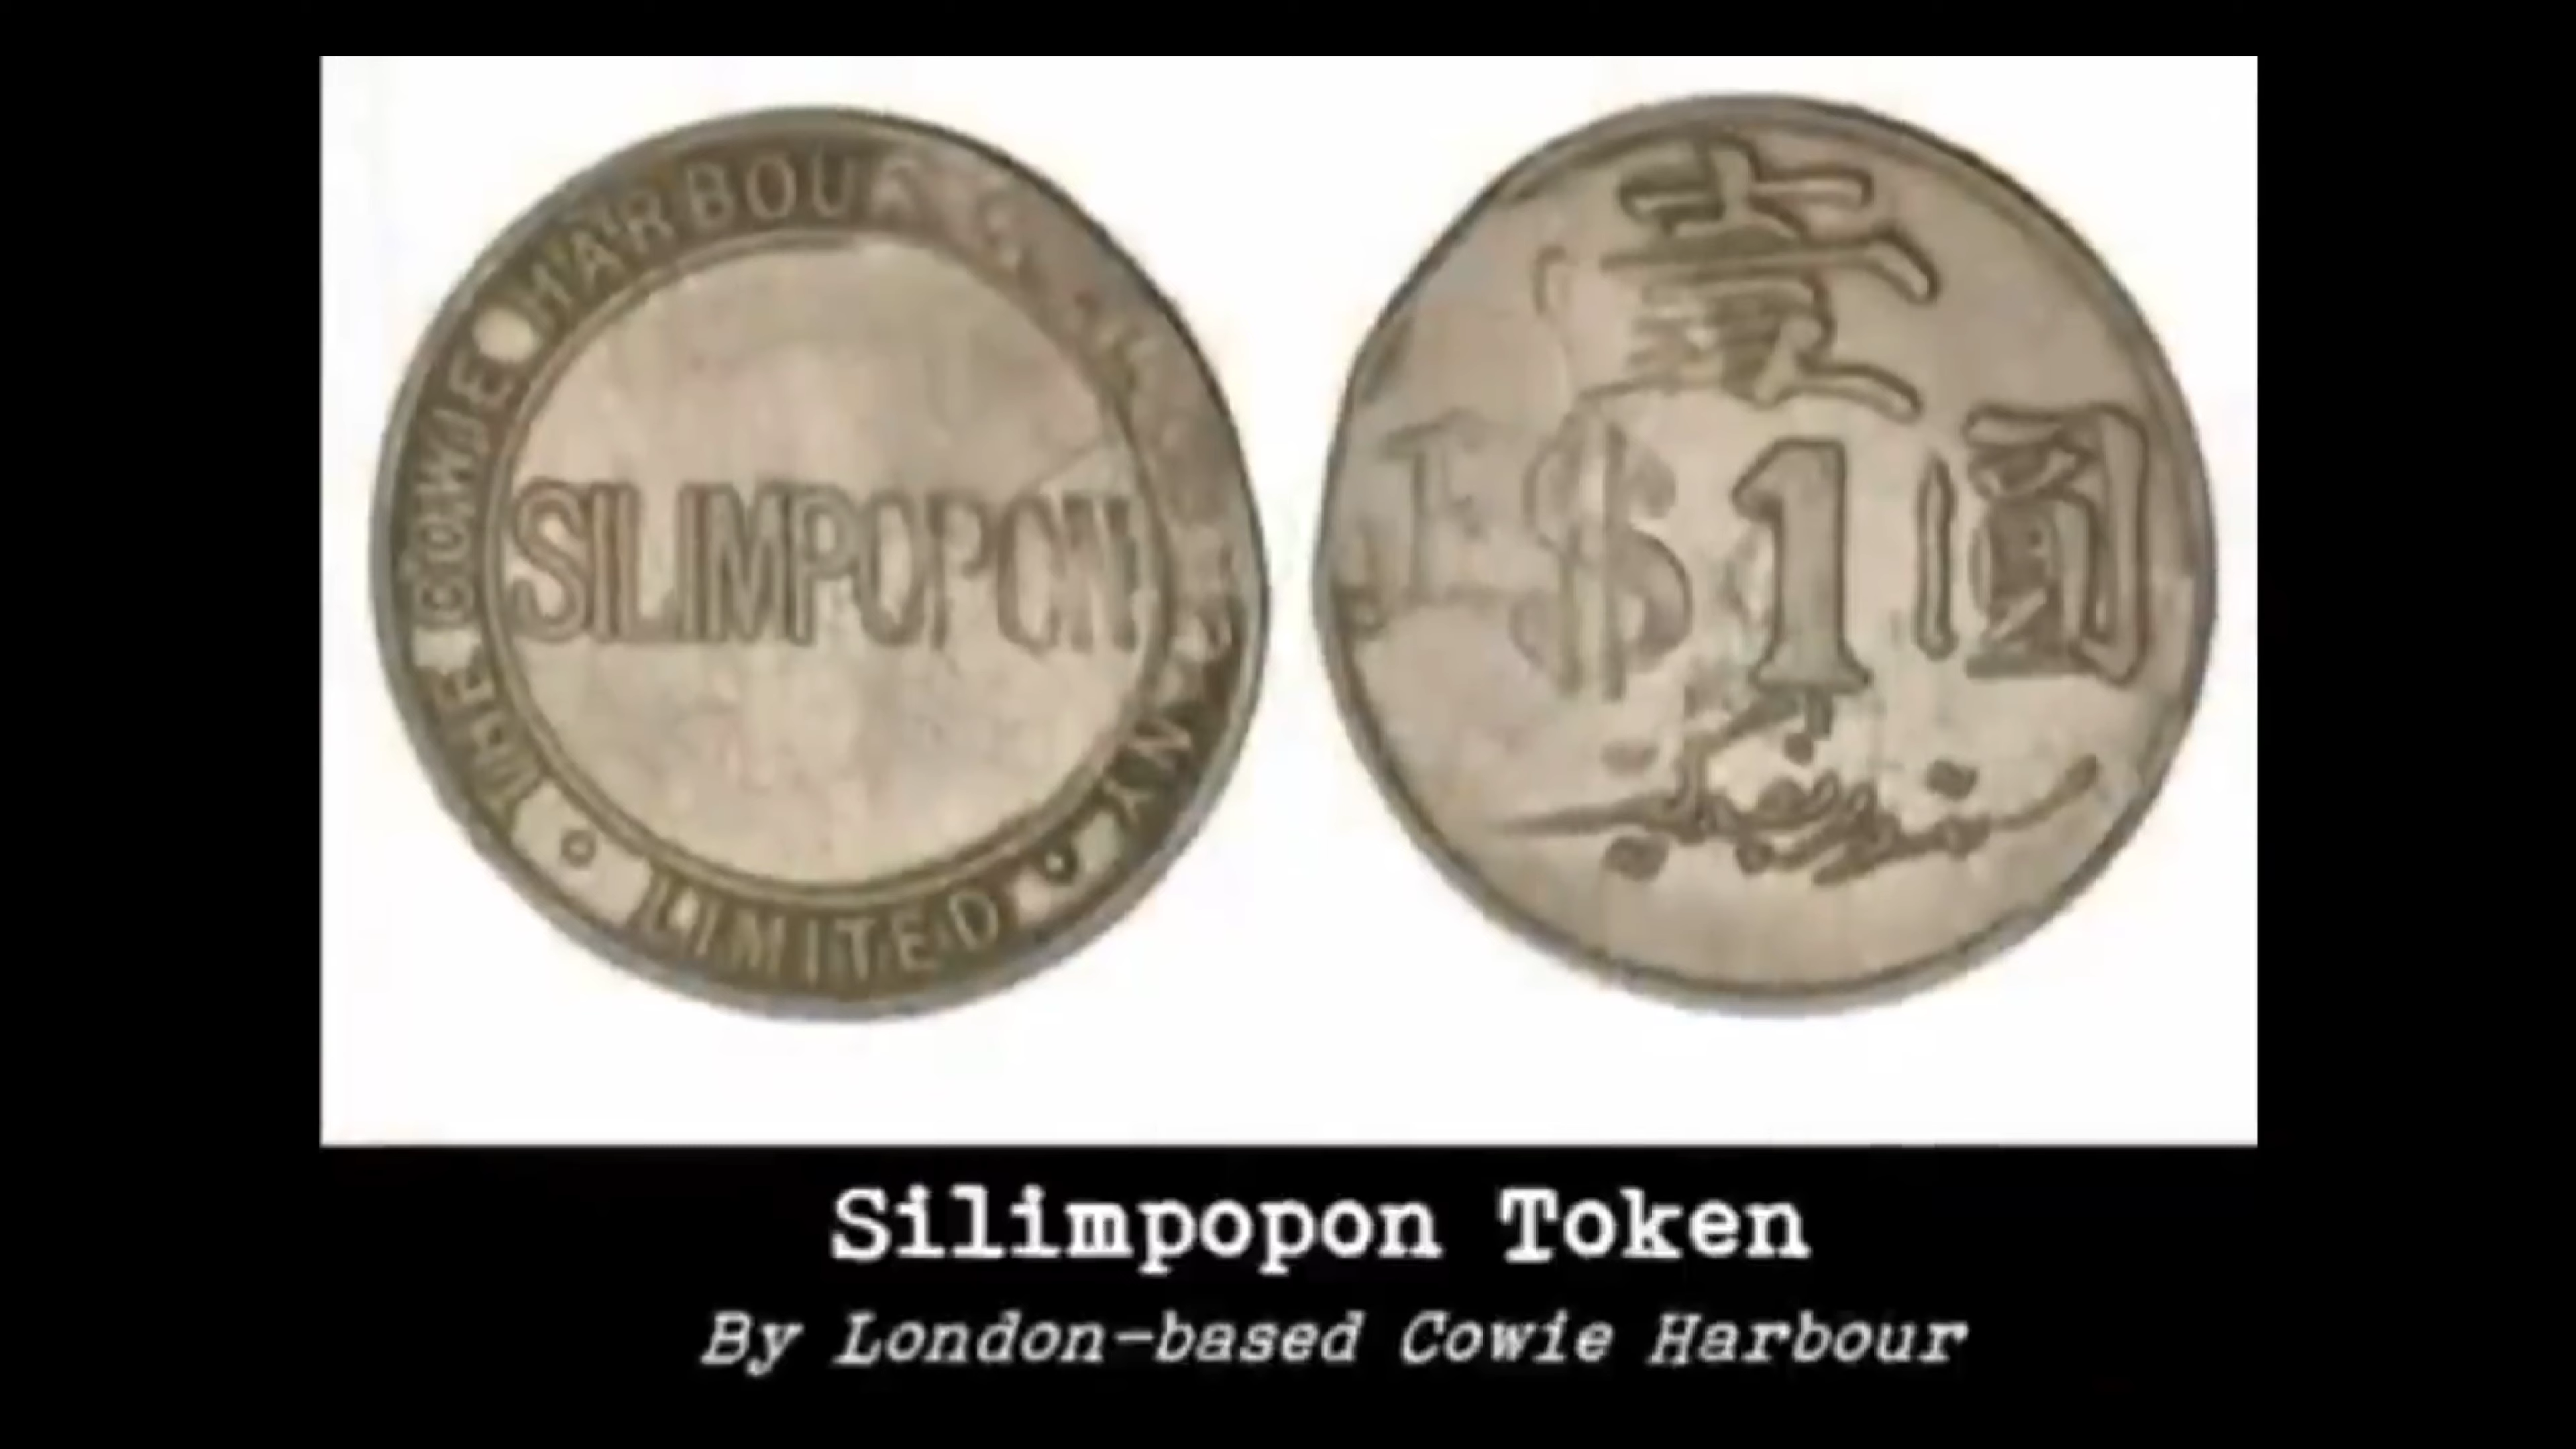 THE COWIE HARBOUR
LIMITED
SILIMPOPON
壹
$1
圓
Silimpopon Token
By London-based Cowie Harbour